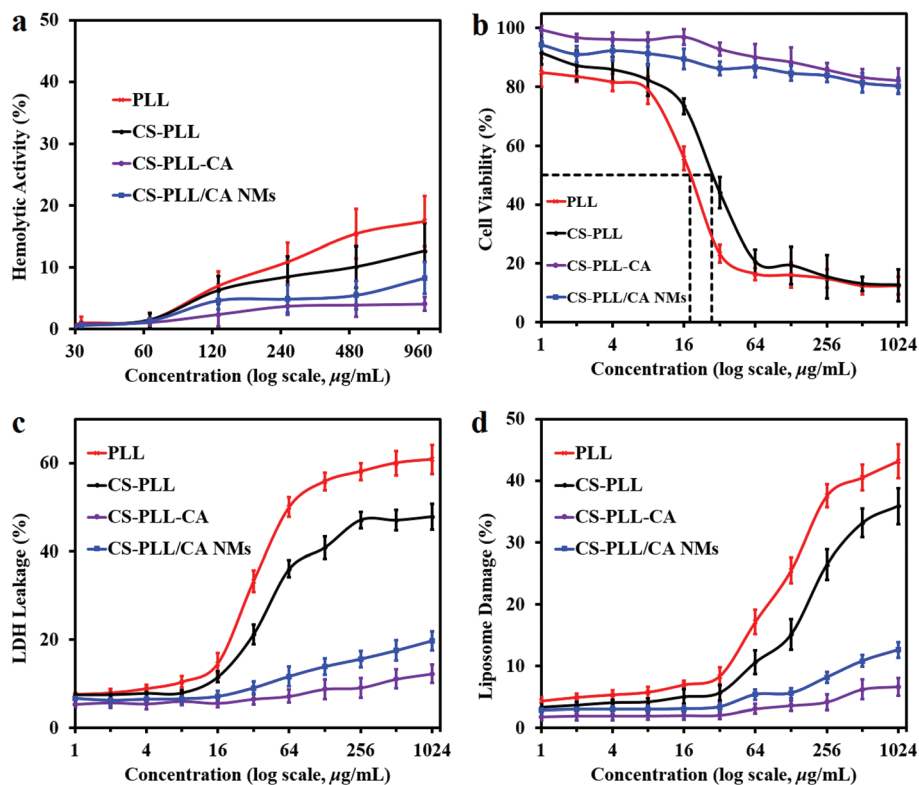 a
50
40
30
20
10
0
Hemolytic Activity (%)
PLL
CS-PLL
CS-PLL-CA
CS-PLL/CA NMs
30 60 120 240 480 960
Concentration (log scale, µg/mL)
b
100
80
60
40
20
0
Cell Viability (%)
PLL
CS-PLL
CS-PLL-CA
CS-PLL/CA NMs
1 4 16 64 256 1024
Concentration (log scale, µg/mL)
c
60
40
20
0
LDH Leakage (%)
PLL
CS-PLL
CS-PLL-CA
CS-PLL/CA NMs
1 4 16 64 256 1024
Concentration (log scale, µg/mL)
d
50
40
30
20
10
0
Liposome Damage (%)
PLL
CS-PLL
CS-PLL-CA
CS-PLL/CA NMs
1 4 16 64 256 1024
Concentration (log scale, µg/mL)